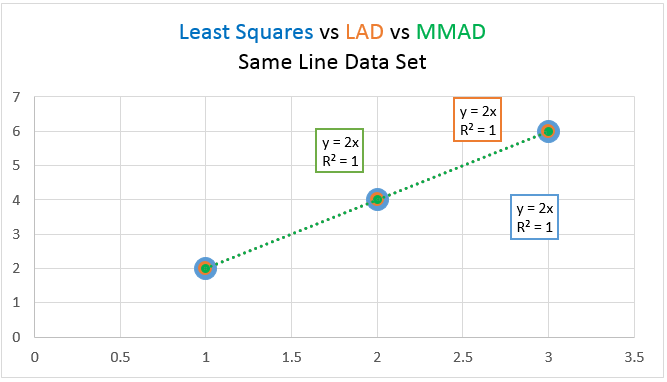 Least Squares vs LAD vs MMAD
Same Line Data Set
7
6
5
4
3
2
1
0
y = 2x
R² = 1
y = 2x
R² = 1
y = 2x
R² = 1
0
0.5
1
1.5
2
2.5
3
3.5